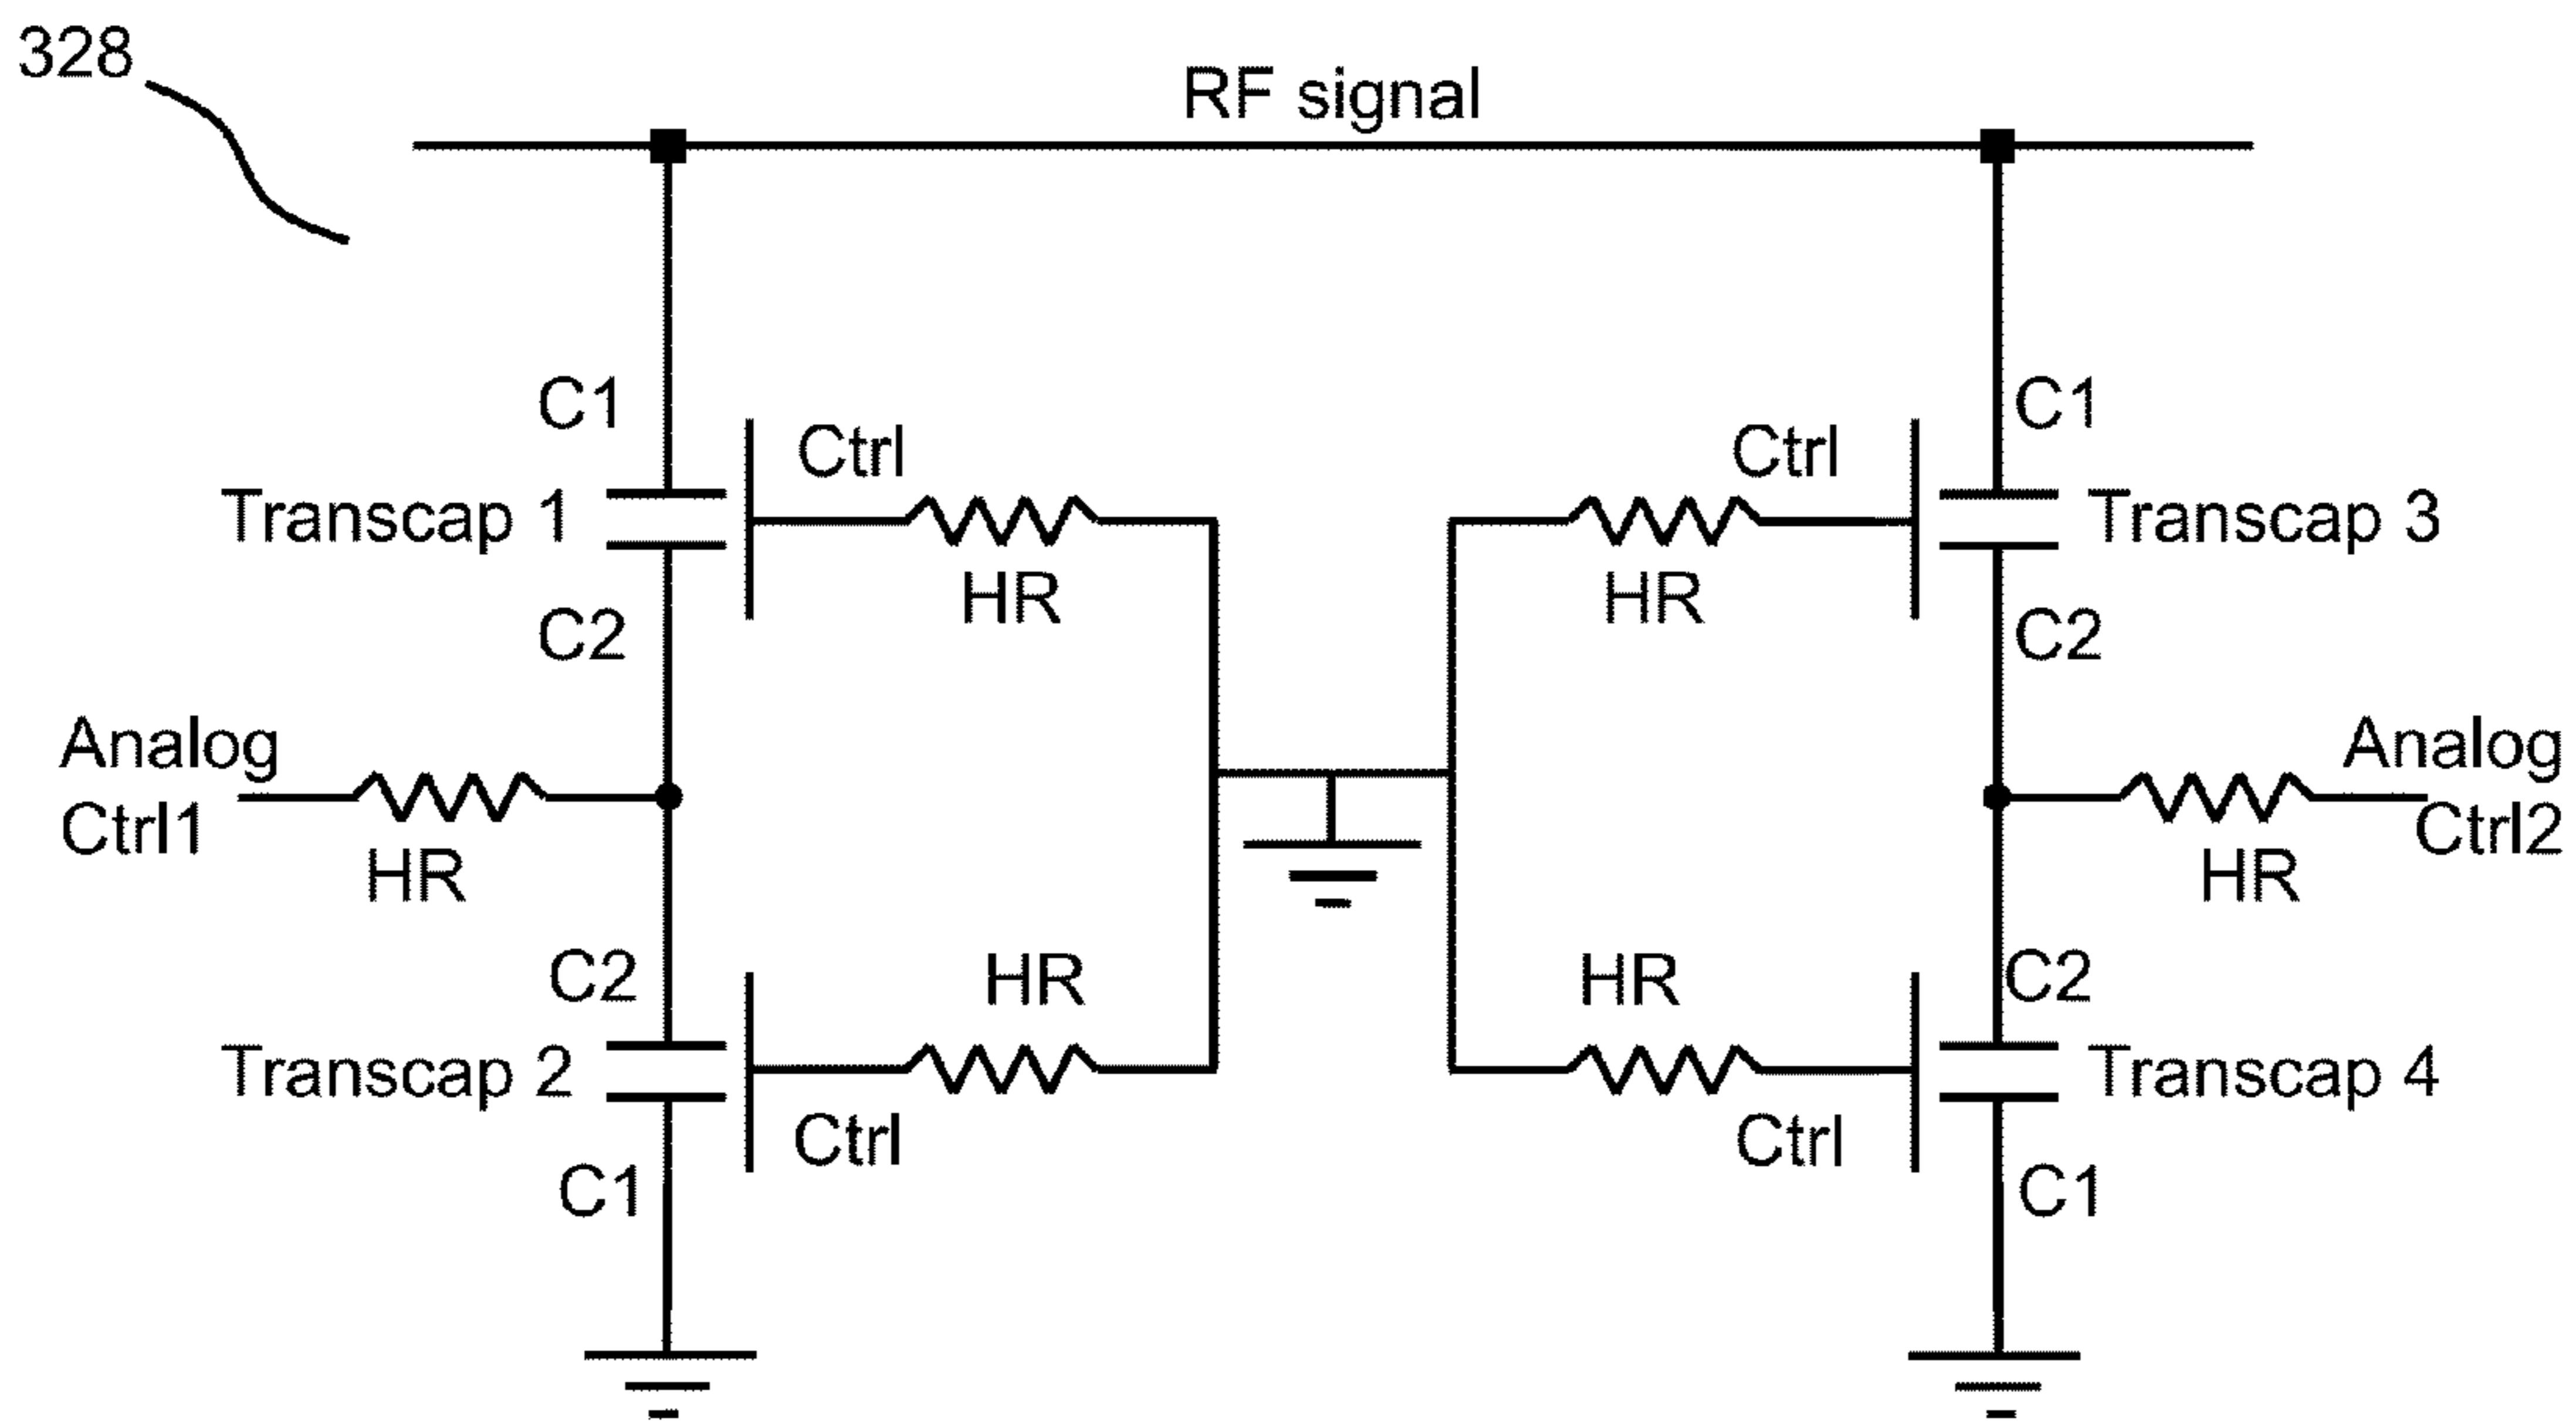 328
RF signal
C1
C1
Ctrl
Ctrl
Transcap 1
Transcap 3
HR
HR
C2
C2
Analog
Ctrl1
Analog
Ctrl2
HR
HR
C2
HR
HR
C2
Transcap 2
Transcap 4
Ctrl
Ctrl
C1
C1